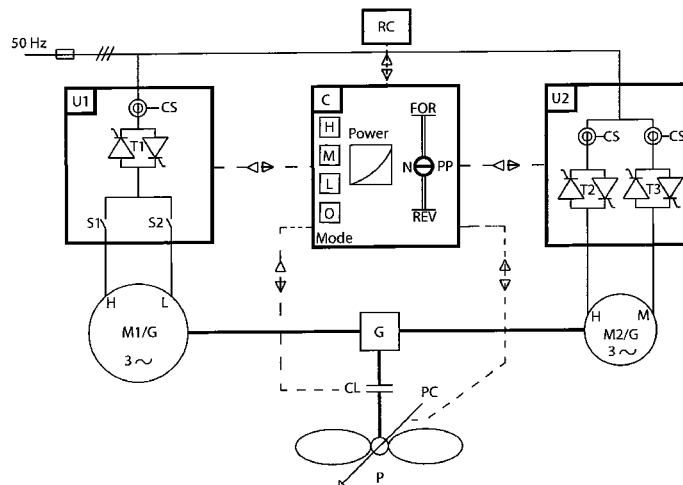 RC
50 Hz
U1
CS
T1
S1
S2
C
H
M
L
O
Mode
Power
FOR
N
PP
REV
U2
CS
CS
T2
T3
H
L
M1/G
3~
G
H
M
M2/G
3~
CL
PC
P